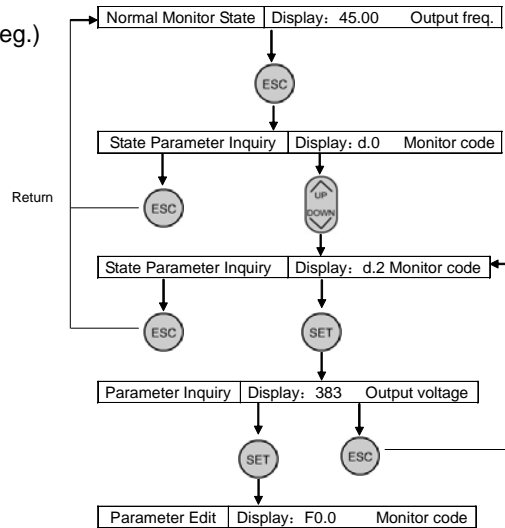 eg.)
Normal Monitor State Display: 45.00 Output freq.
ESC
State Parameter Inquiry Display: d.0 Monitor code
Return
ESC
UP
DOWN
State Parameter Inquiry Display: d.2 Monitor code
ESC
SET
Parameter Inquiry Display: 383 Output voltage
SET
ESC
Parameter Edit Display: F0.0 Monitor code